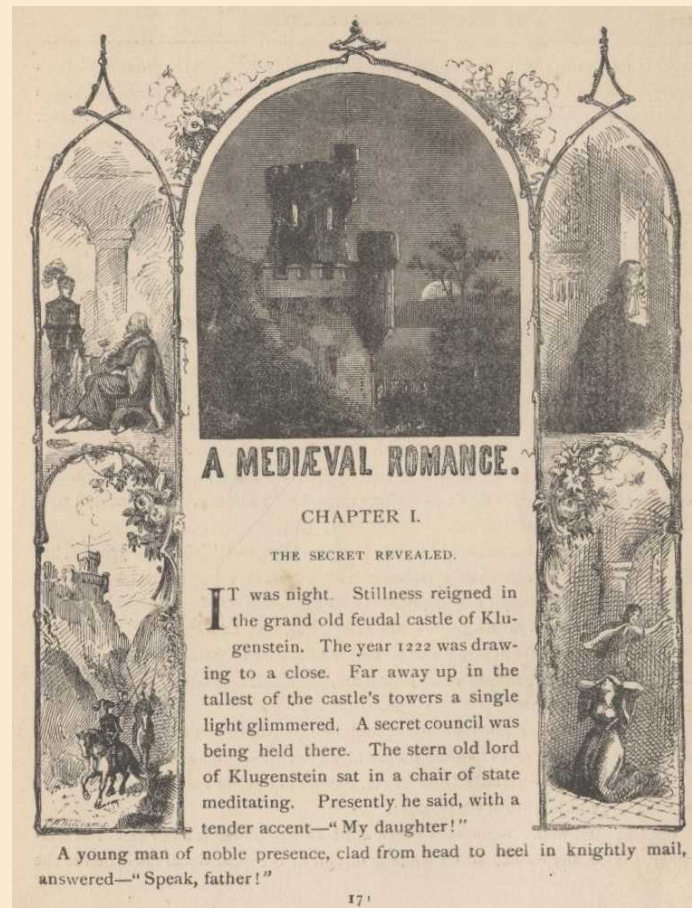 A MEDIÆVAL ROMANCE.
CHAPTER I.
THE SECRET REVEALED.
IT was night. Stillness reigned in
the grand old feudal castle of Klu-
genstein. The year 1222 was draw-
ing to a close. Far away up in the
tallest of the castle's towers a single
light glimmered. A secret council was
being held there. The stern old lord
of Klugenstein sat in a chair of state
meditating. Presently he said, with a
tender accent—"My daughter!"
A young man of noble presence, clad from head to heel in knightly mail,
answered—"Speak, father!"
171